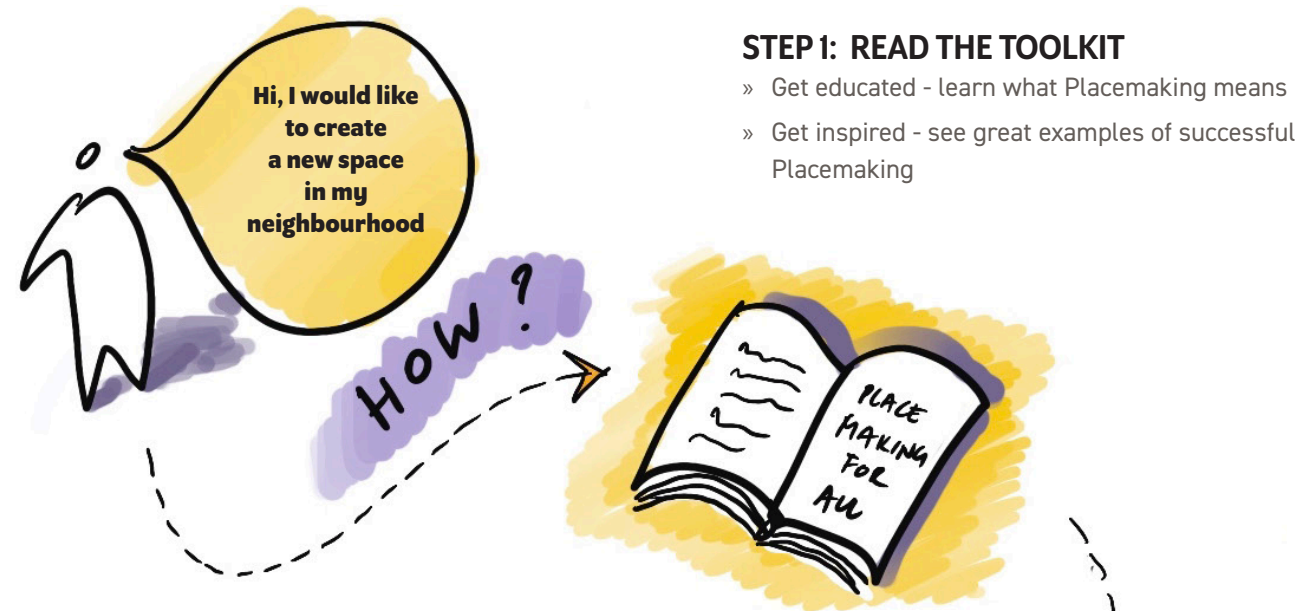 Hi, I would like
to create
a new space
in my
neighbourhood
HOW?
STEP 1: READ THE TOOLKIT
» Get educated - learn what Placemaking means
» Get inspired - see great examples of successful
Placemaking
PLACE
MAKING
FOR
ALL